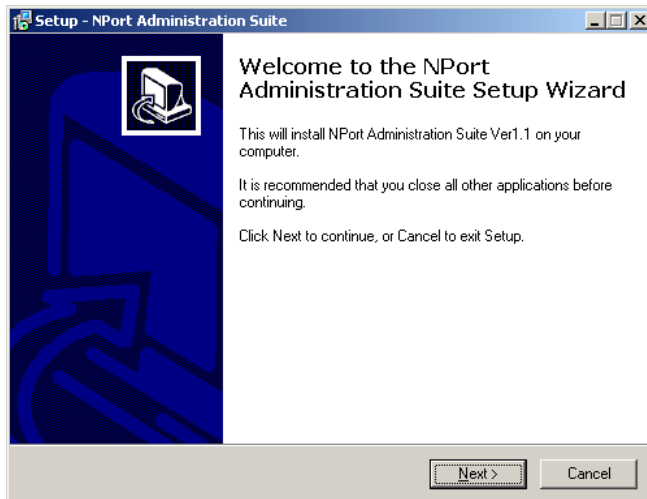 Setup - NPort Administration Suite
Welcome to the NPort
Administration Suite Setup Wizard
This will install NPort Administration Suite Ver1.1 on your
computer.
It is recommended that you close all other applications before
continuing.
Click Next to continue, or Cancel to exit Setup.
Next >
Cancel